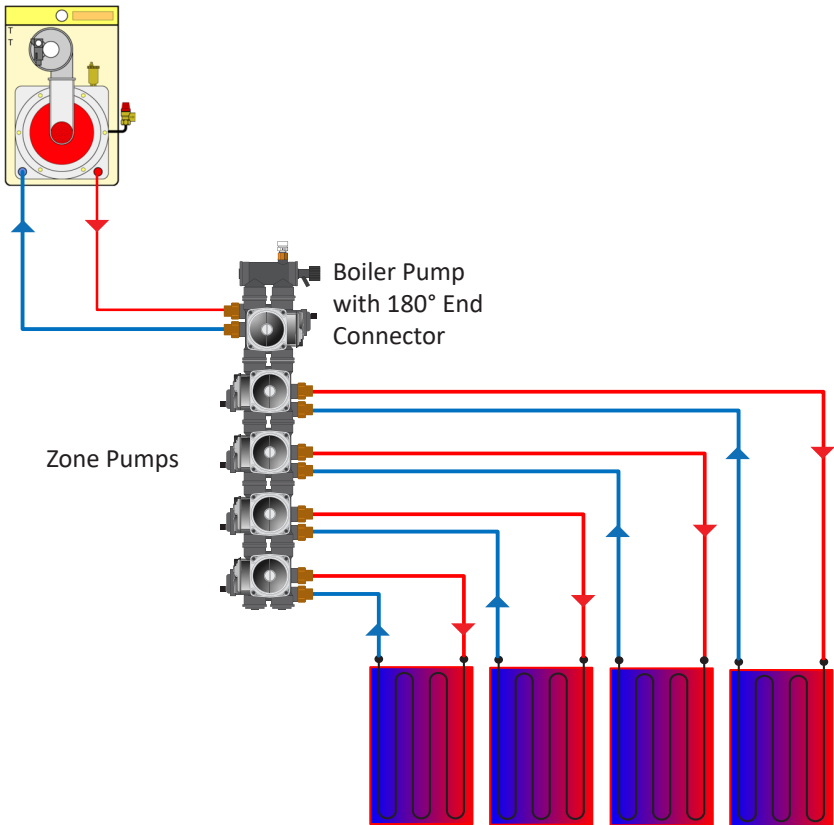 T
T
Boiler Pump
with 180° End
Connector
Zone Pumps